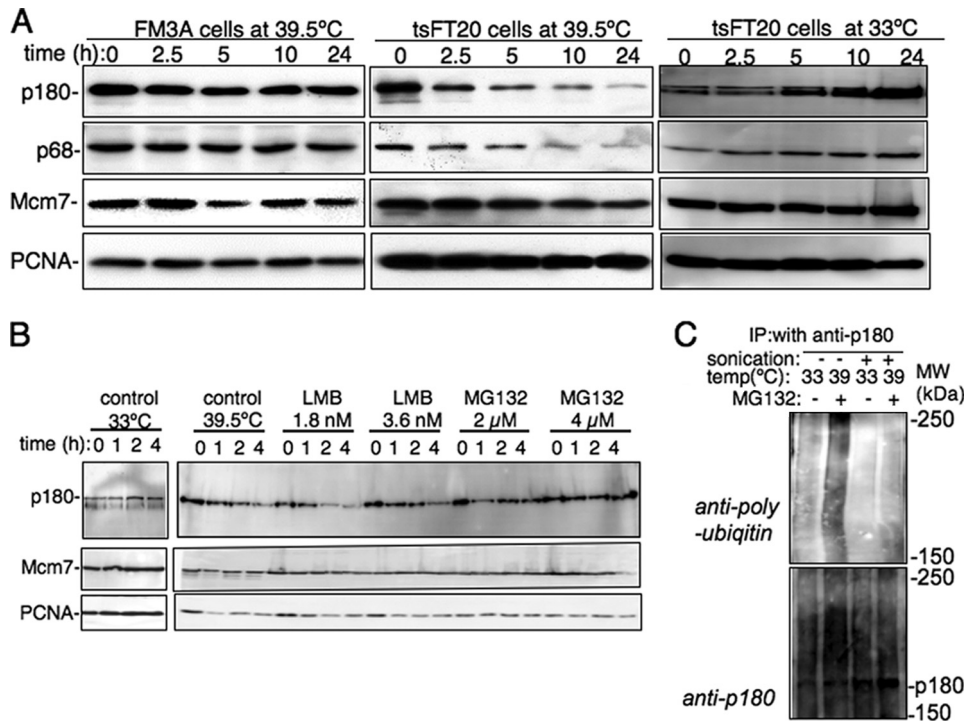 A
FM3A cells at 39.5ºC
tsFT20 cells at 39.5ºC
tsFT20 cells at 33ºC
time (h):0 2.5 5 10 24
0 2.5 5 10 24
0 2.5 5 10 24
p180-
p68-
Mcm7-
PCNA-
B
control 33ºC
control 39.5ºC
LMB 1.8 nM
LMB 3.6 nM
MG132 2 µM
MG132 4 µM
time (h):0 1 2 4
0 1 2 4
0 1 2 4
0 1 2 4
0 1 2 4
0 1 2 4
p180-
Mcm7-
PCNA-
C
IP:with anti-p180
sonication: - - + +
temp(ºC): 33 39 33 39
MG132: - + - +
MW (kDa)
-250
anti-poly
-ubiqitin
-150
-250
anti-p180
-p180
-150